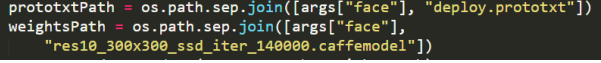 prototxtPath = os.path.sep.join([args["face"], "deploy.prototxt"])
weightsPath = os.path.sep.join([args["face"],
"res10_300x300_ssd_iter_140000.caffemodel"])